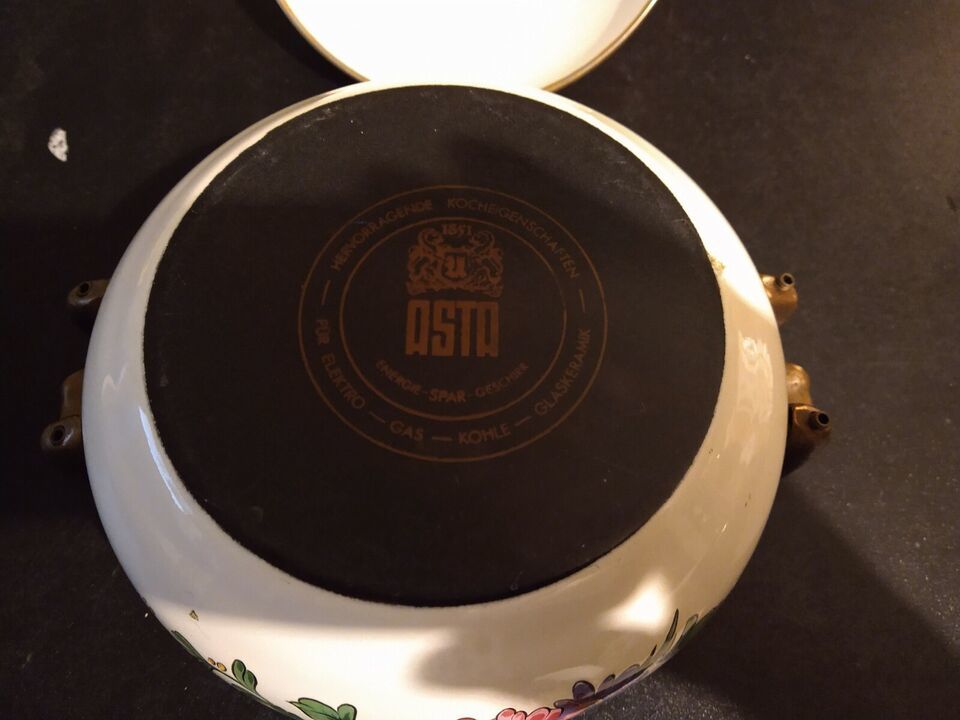 HERVORRAGENDE KOCHEIGENSCHAFTEN
1851
ASTA
ENERGIE-SPAR-GESCHIRR
FÜR ELEKTRO — GAS — KOHLE — GLASKERAMIK